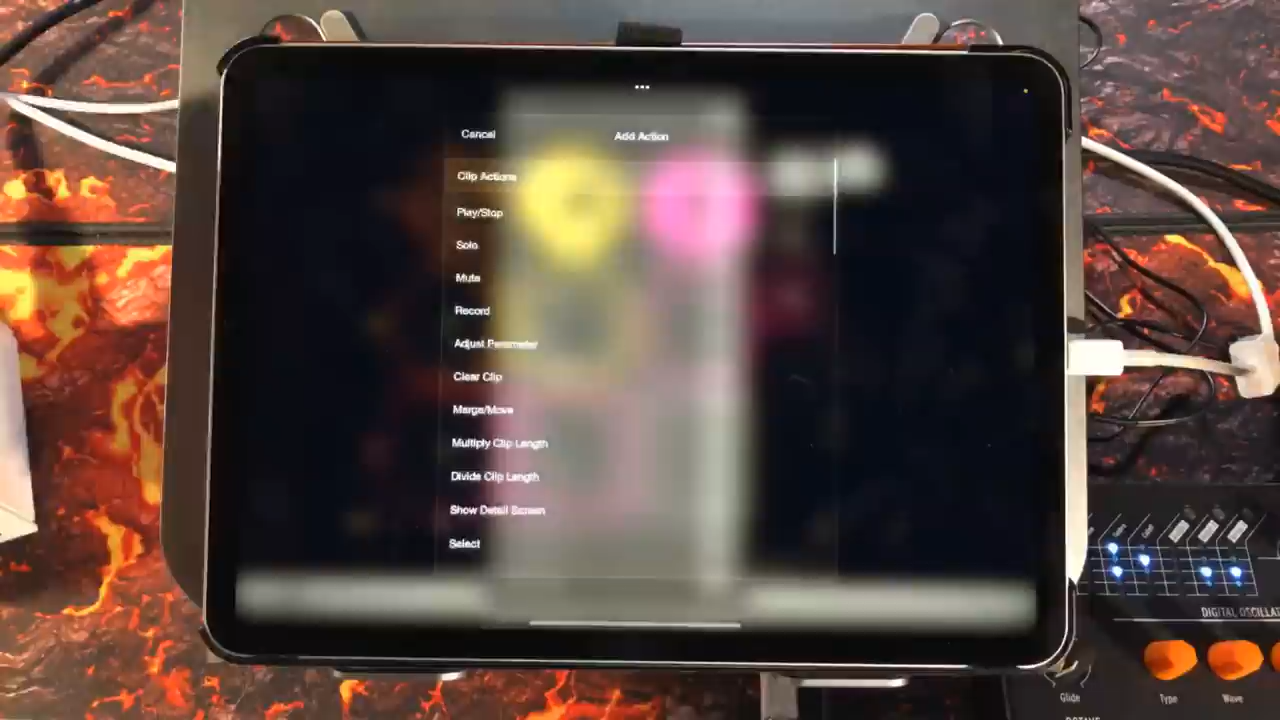 Cancel
Add Action
Clip Actions
Play/Stop
Solo
Mute
Record
Adjust Parameter
Clear Clip
Merge/Move
Multiply Clip Length
Divide Clip Length
Show Detail Screen
Select
DIGITAL OSCILLAT
Glide
Type
Wave
OCTAVE